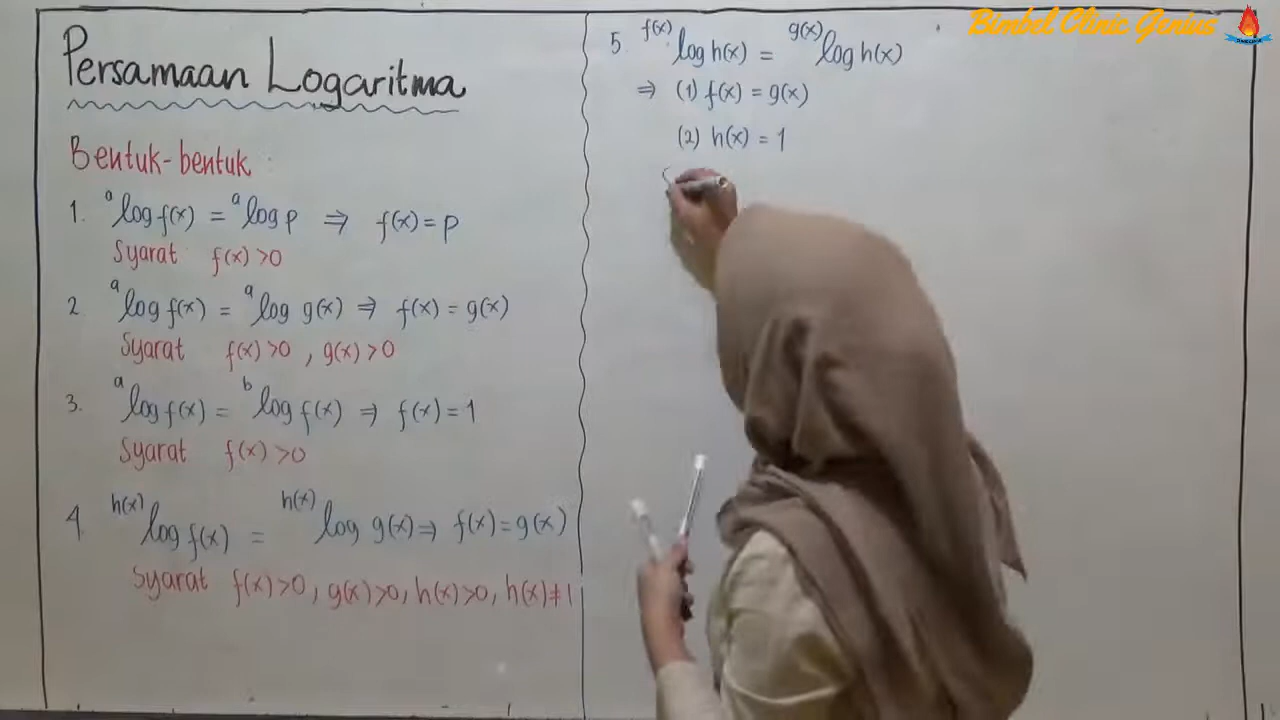 Persamaan Logaritma
Bentuk-bentuk
1. ᵃlog f(x) = ᵃlog p ⇒ f(x) = p
Syarat f(x) >0
2. ᵃlog f(x) = ᵃlog g(x) ⇒ f(x) = g(x)
Syarat f(x) >0 , g(x) >0
3. ᵃlog f(x) = ᵇlog f(x) ⇒ f(x) = 1
Syarat f(x) >0
4. ʰ⁽ˣ⁾log f(x) = ʰ⁽ˣ⁾log g(x) ⇒ f(x) = g(x)
Syarat f(x) >0, g(x) >0, h(x) >0, h(x) ≠ 1
5. ᶠ⁽ˣ⁾log h(x) = ᵍ⁽ˣ⁾log h(x)
⇒ (1) f(x) = g(x)
(2) h(x) = 1
Bimbel Clinic Genius